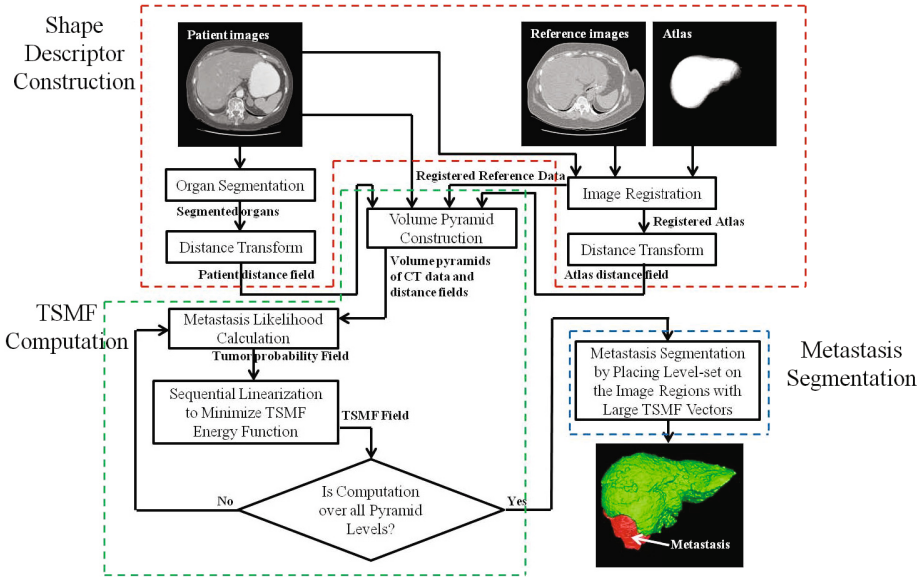 Shape
Descriptor
Construction
Patient images
Reference images
Atlas
Organ Segmentation
Segmented organs
Distance Transform
Patient distance field
Registered Reference Data
Image Registration
Registered Atlas
Distance Transform
Atlas distance field
Volume Pyramid
Construction
Volume pyramids
of CT data and
distance fields
TSMF
Computation
Metastasis Likelihood
Calculation
Tumor probability Field
Sequential Linearization
to Minimize TSMF
Energy Function
TSMF Field
Is Computation
over all Pyramid
Levels?
No
Yes
Metastasis Segmentation
by Placing Level-set on
the Image Regions with
Large TSMF Vectors
Metastasis
Segmentation
Metastasis